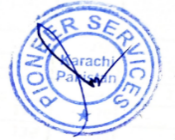 PIONEER SERVICES
Karachi
Pakistan